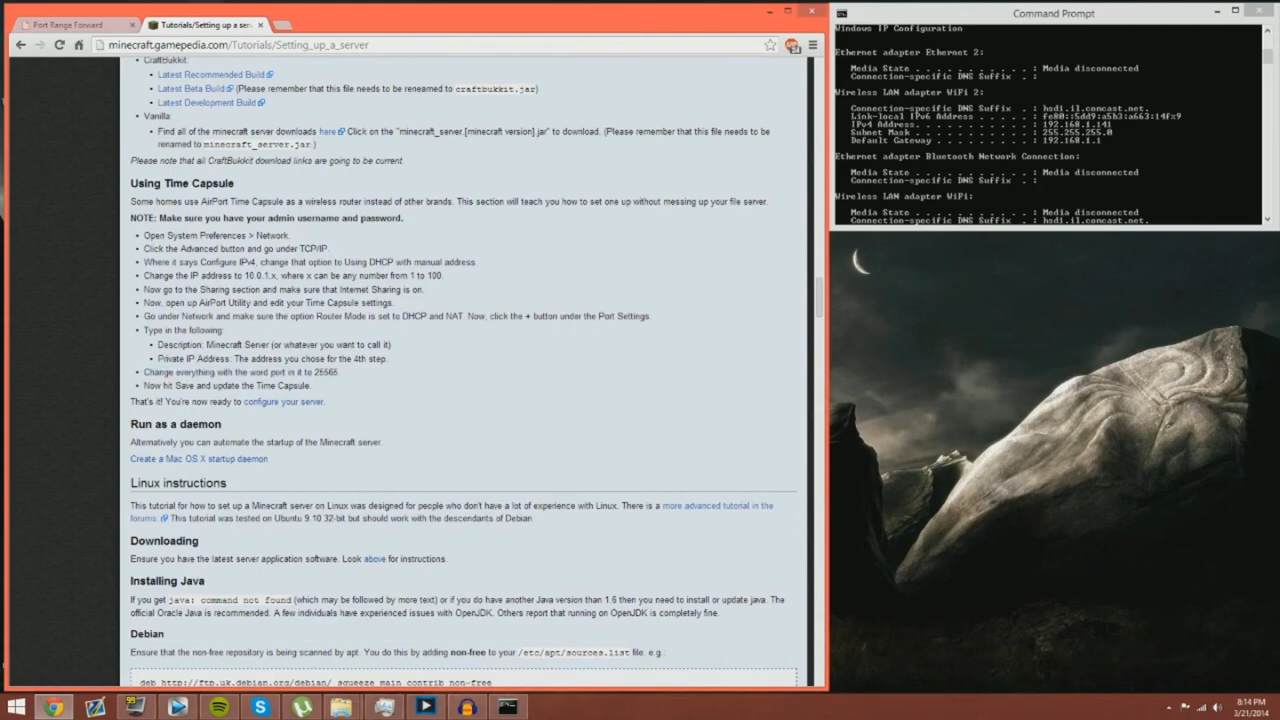 Port Range Forward
Tutorials/Setting up a ser
minecraft.gamepedia.com/Tutorials/Setting_up_a_server
CraftBukkit:
Latest Recommended Build
Latest Beta Build (Please remember that this file needs to be reneamed to craftbukkit.jar)
Latest Development Build
Vanilla:
Find all of the minecraft server downloads here Click on the "minecraft_server.[minecraft version].jar" to download. (Please remember that this file needs to be
renamed to minecraft_server.jar.)
Please note that all CraftBukkit download links are going to be current.
Using Time Capsule
Some homes use AirPort Time Capsule as a wireless router instead of other brands. This section will teach you how to set one up without messing up your file server.
NOTE: Make sure you have your admin username and password.
Open System Preferences > Network.
Click the Advanced button and go under TCP/IP.
Where it says Configure IPv4, change that option to Using DHCP with manual address.
Change the IP address to 10.0.1.x, where x can be any number from 1 to 100.
Now go to the Sharing section and make sure that Internet Sharing is on.
Now, open up AirPort Utility and edit your Time Capsule settings.
Go under Network and make sure the option Router Mode is set to DHCP and NAT. Now, click the + button under the Port Settings.
Type in the following:
Description: Minecraft Server (or whatever you want to call it)
Private IP Address: The address you chose for the 4th step.
Change everything with the word port in it to 25565.
Now hit Save and update the Time Capsule.
That's it! You're now ready to configure your server.
Run as a daemon
Alternatively you can automate the startup of the Minecraft server.
Create a Mac OS X startup daemon
Linux instructions
This tutorial for how to set up a Minecraft server on Linux was designed for people who don't have a lot of experience with Linux. There is a more advanced tutorial in the
forums. This tutorial was tested on Ubuntu 9.10 32-bit but should work with the descendants of Debian
Downloading
Ensure you have the latest server application software. Look above for instructions.
Installing Java
If you get java: command not found (which may be followed by more text) or if you do have another Java version than 1.6 then you need to install or update java. The
official Oracle Java is recommended. A few individuals have experienced issues with OpenJDK. Others report that running on OpenJDK is completely fine.
Debian
Ensure that the non-free repository is being scanned by apt. You do this by adding non-free to your /etc/apt/sources.list file. e.g.:
deb http://ftp.uk.debian.org/debian/ squeeze main contrib non-free
Command Prompt
Windows IP Configuration
Ethernet adapter Ethernet 2:
Media State . . . . . . . . . . . : Media disconnected
Connection-specific DNS Suffix . :
Wireless LAN adapter WiFi 2:
Connection-specific DNS Suffix . : hsd1.il.comcast.net.
Link-local IPv6 Address . . . . . : fe80::5dd9:a5b3:a663:14f%9
IPv4 Address. . . . . . . . . . . : 192.168.1.141
Subnet Mask . . . . . . . . . . . : 255.255.255.0
Default Gateway . . . . . . . . . : 192.168.1.1
Ethernet adapter Bluetooth Network Connection:
Media State . . . . . . . . . . . : Media disconnected
Connection-specific DNS Suffix . :
Wireless LAN adapter WiFi:
Media State . . . . . . . . . . . : Media disconnected
Connection-specific DNS Suffix . : hsd1.il.comcast.net.
8:14 PM
3/21/2014